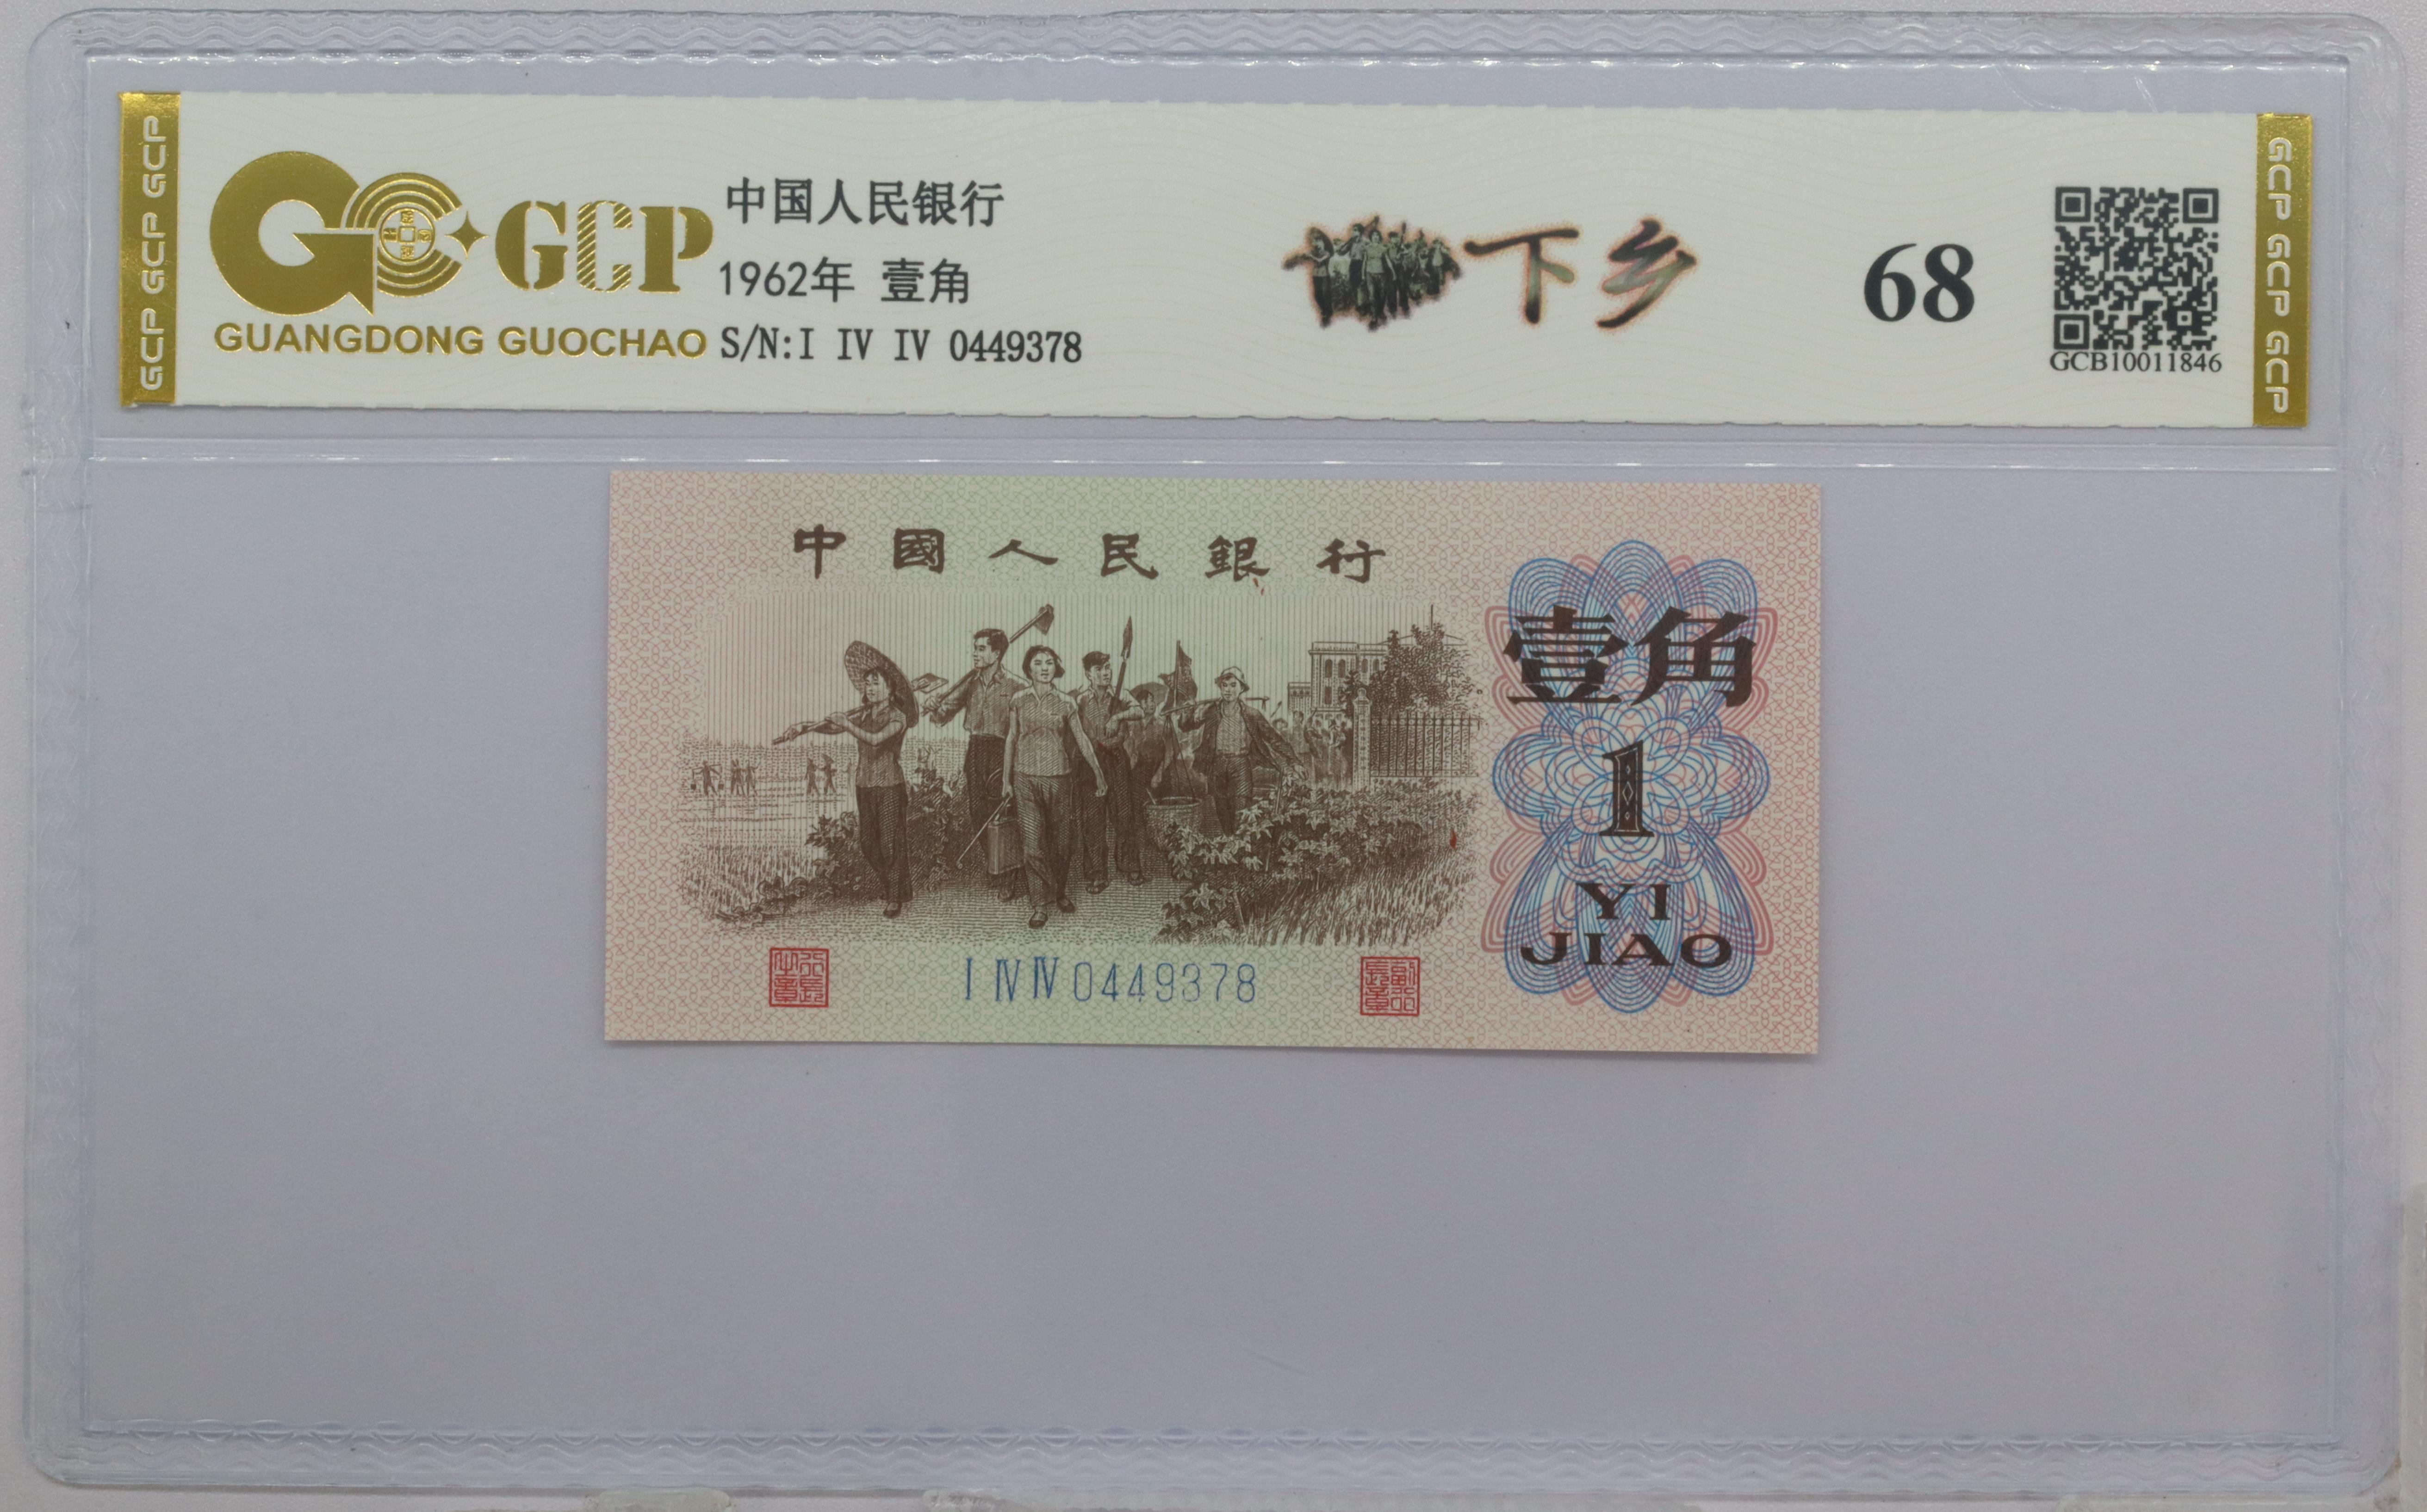 GCP GCP GCP
GCP
GUANGDONG GUOCHAO
中国人民银行
1962年 壹角
S/N:I IV IV 0449378
下乡
68
GCB10011846
GCP GCP GCP
中國人民銀行
壹角
1
YI
JIAO
I IV IV 0449378